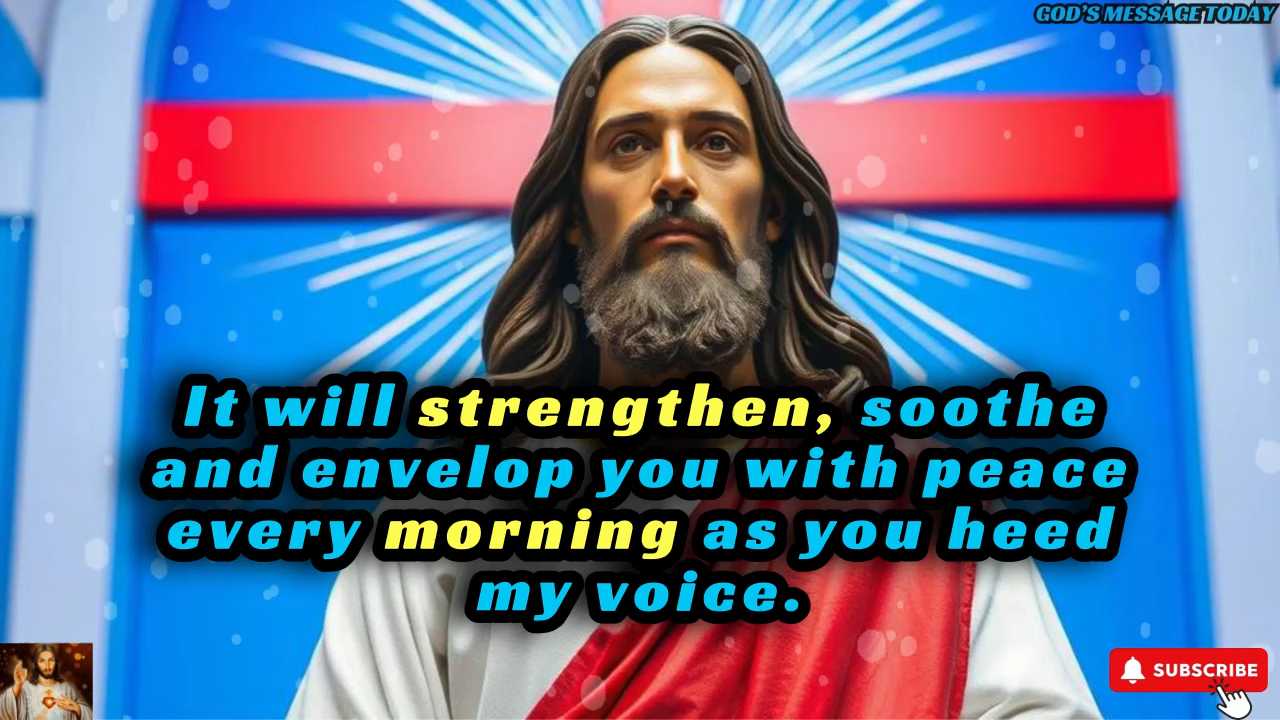 GOD'S MESSAGE TODAY
It will strengthen, soothe
and envelop you with peace
every morning as you heed
my voice.
SUBSCRIBE